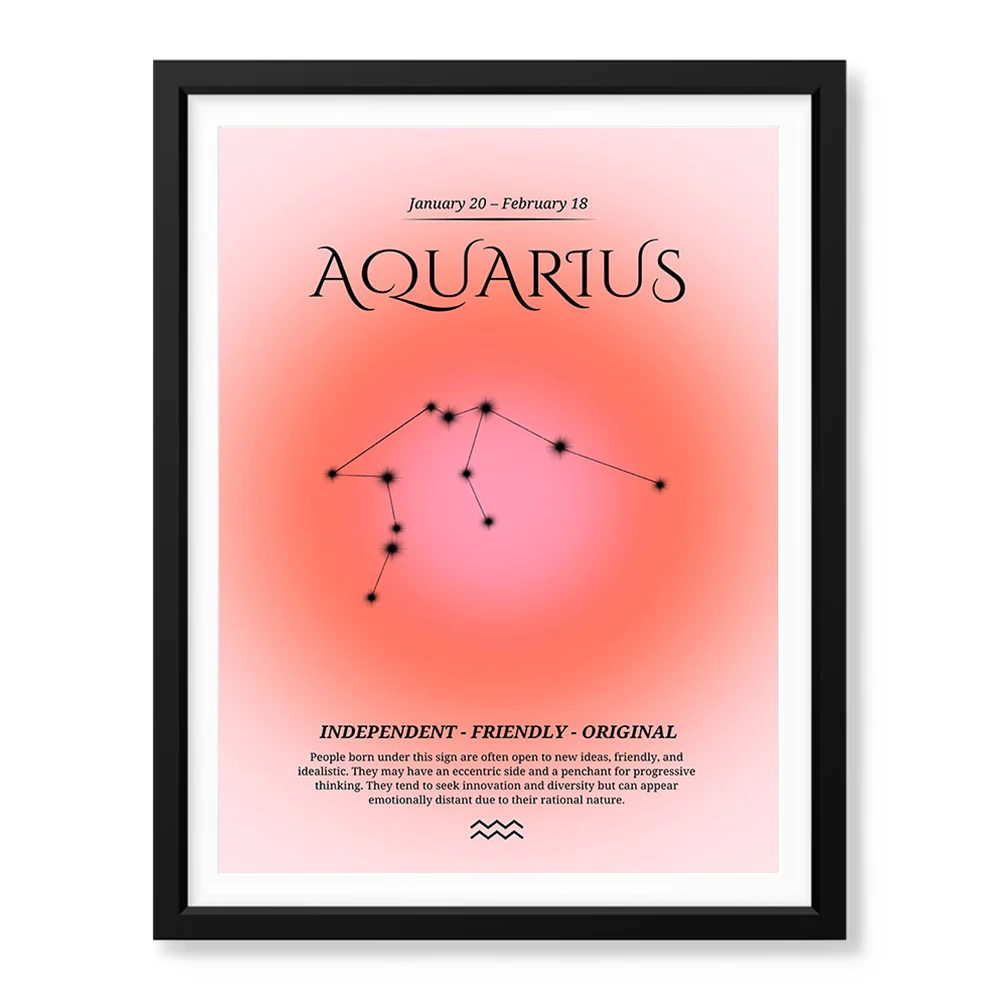 January 20 – February 18
AQUARIUS
INDEPENDENT - FRIENDLY - ORIGINAL
People born under this sign are often open to new ideas, friendly, and
idealistic. They may have an eccentric side and a penchant for progressive
thinking. They tend to seek innovation and diversity but can appear
emotionally distant due to their rational nature.